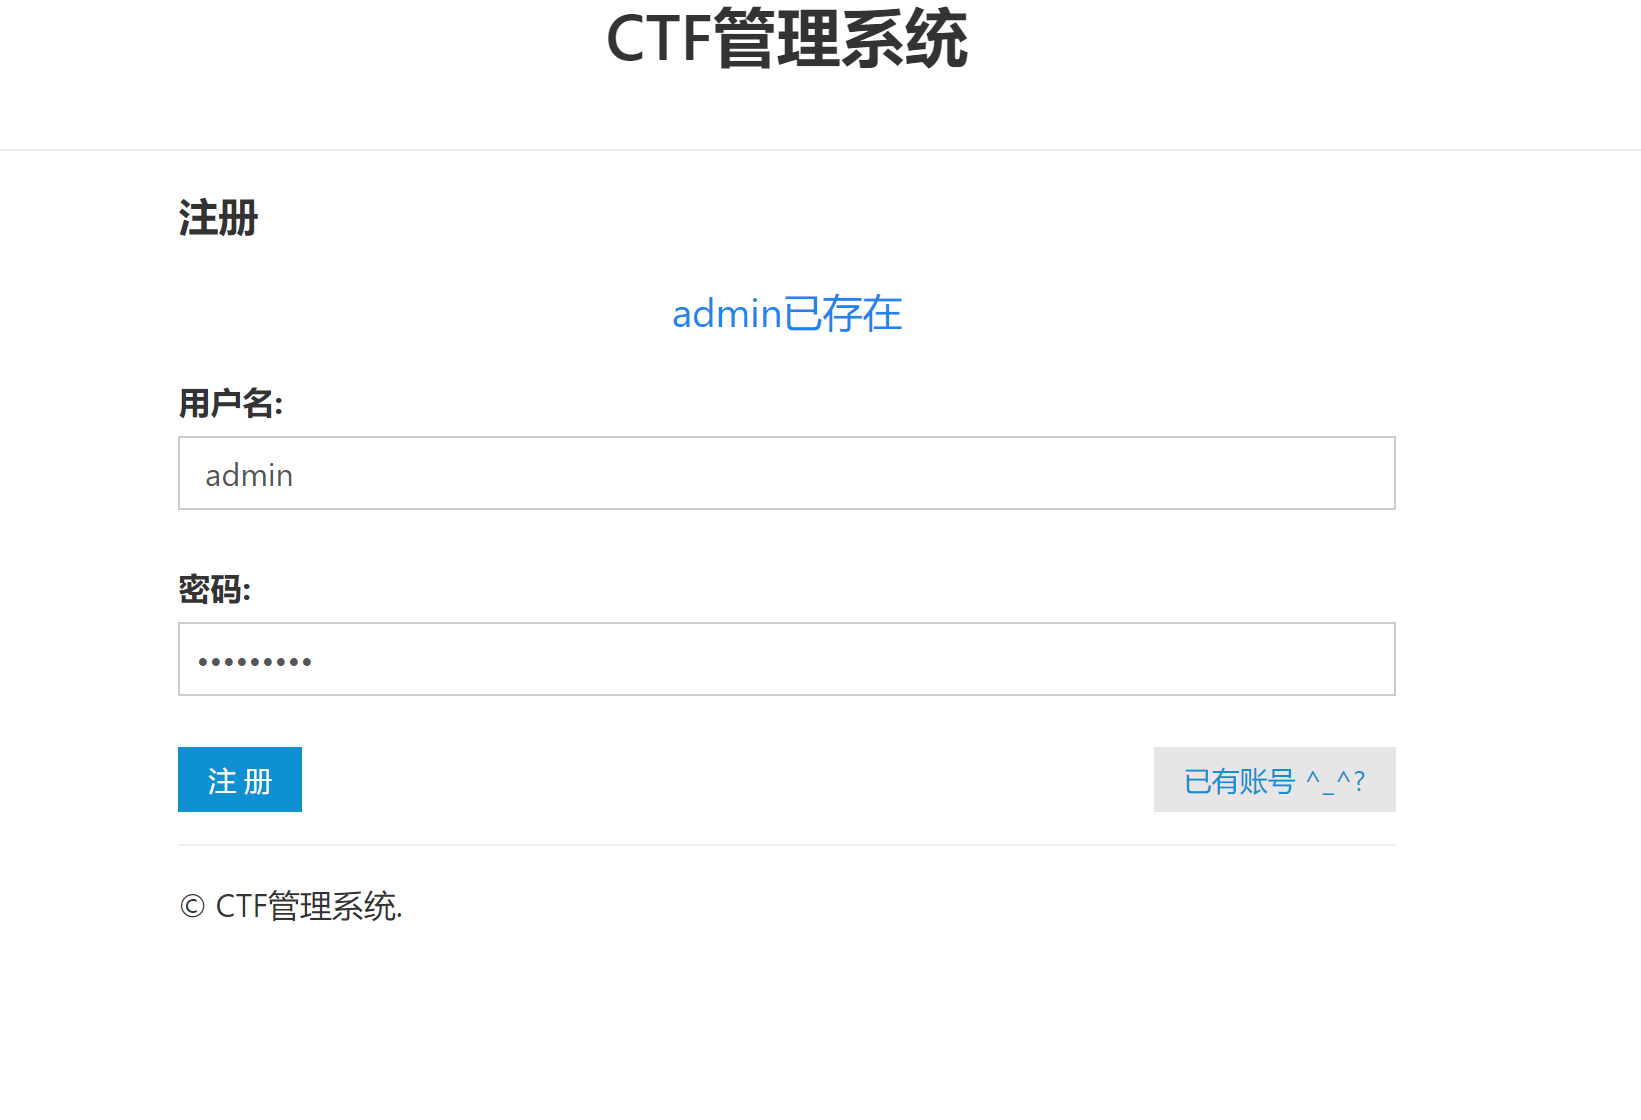 CTF管理系统
注册
admin已存在
用户名:
admin
密码:
•••••••••
注 册
已有账号 ^_^?
© CTF管理系统.